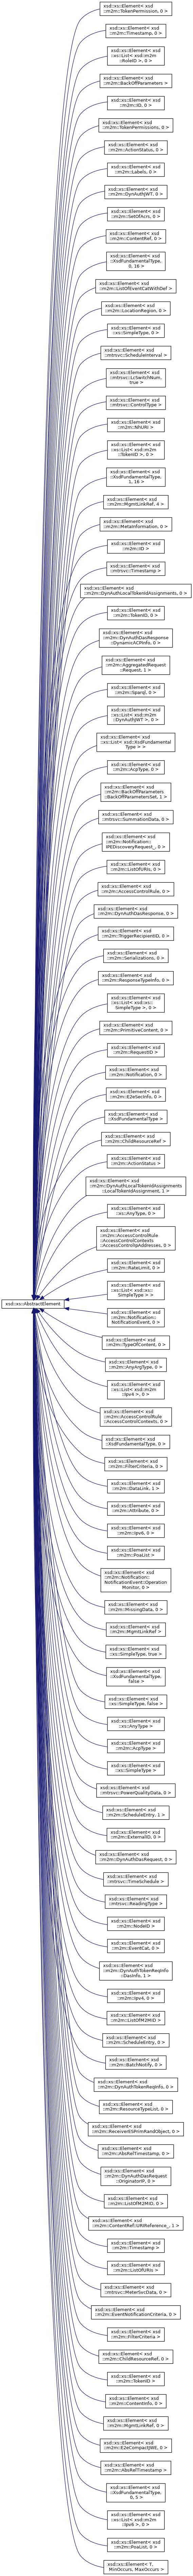 xsd::xs::Element< xsd
::m2m::TokenPermission, 0 >
xsd::xs::Element< xsd
::m2m::Timestamp, 0 >
xsd::xs::Element< xsd
::xs::List< xsd::m2m
::RoleID >, 0 >
xsd::xs::Element< xsd
::m2m::BackOffParameters >
xsd::xs::Element< xsd
::m2m::ID, 0 >
xsd::xs::Element< xsd
::m2m::TokenPermissions, 0 >
xsd::xs::Element< xsd
::m2m::ActionStatus, 0 >
xsd::xs::Element< xsd
::m2m::Labels, 0 >
xsd::xs::Element< xsd
::m2m::DynAuthJWT, 0 >
xsd::xs::Element< xsd
::m2m::SetOfAcrs, 0 >
xsd::xs::Element< xsd
::m2m::ContentRef, 0 >
xsd::xs::Element< xsd
::XsdFundamentalType,
0, 16 >
xsd::xs::Element< xsd
::m2m::ListOfEventCatWithDef >
xsd::xs::Element< xsd
::m2m::LocationRegion, 0 >
xsd::xs::Element< xsd
::xs::SimpleType, 0 >
xsd::xs::Element< xsd
::mtrsvc::ScheduleInterval >
xsd::xs::Element< xsd
::mtrsvc::LcSwitchNum,
true >
xsd::xs::Element< xsd
::mtrsvc::ControlType >
xsd::xs::Element< xsd
::m2m::NhURI >
xsd::xs::Element< xsd
::xs::List< xsd::m2m
::TokenID >, 0 >
xsd::xs::Element< xsd
::XsdFundamentalType,
1, 16 >
xsd::xs::Element< xsd
::m2m::MgmtLinkRef, 4 >
xsd::xs::Element< xsd
::m2m::MetaInformation, 0 >
xsd::xs::Element< xsd
::m2m::ID >
xsd::xs::Element< xsd
::mtrsvc::Timestamp >
xsd::xs::Element< xsd
::m2m::DynAuthLocalTokenIdAssignments, 0 >
xsd::xs::Element< xsd
::m2m::TokenID, 0 >
xsd::xs::Element< xsd
::m2m::DynAuthDasResponse
::DynamicACPInfo, 0 >
xsd::xs::Element< xsd
::m2m::AggregatedRequest
::Request, 1 >
xsd::xs::Element< xsd
::m2m::Sparql, 0 >
xsd::xs::Element< xsd
::xs::List< xsd::m2m
::DynAuthJWT >, 0 >
xsd::xs::Element< xsd
::xs::List< xsd::XsdFundamental
Type > >
xsd::xs::Element< xsd
::m2m::AcpType, 0 >
xsd::xs::Element< xsd
::m2m::BackOffParameters
::BackOffParametersSet, 1 >
xsd::xs::Element< xsd
::mtrsvc::SummationData, 0 >
xsd::xs::Element< xsd
::m2m::Notification::
IPEDiscoveryRequest_, 0 >
xsd::xs::Element< xsd
::m2m::ListOfURIs, 0 >
xsd::xs::Element< xsd
::m2m::AccessControlRule, 0 >
xsd::xs::Element< xsd
::m2m::DynAuthDasResponse, 0 >
xsd::xs::Element< xsd
::m2m::TriggerRecipientID, 0 >
xsd::xs::Element< xsd
::m2m::Serializations, 0 >
xsd::xs::Element< xsd
::m2m::ResponseTypeInfo, 0 >
xsd::xs::Element< xsd
::xs::List< xsd::xs::
SimpleType >, 0 >
xsd::xs::Element< xsd
::m2m::PrimitiveContent, 0 >
xsd::xs::Element< xsd
::m2m::RequestID >
xsd::xs::Element< xsd
::m2m::Notification, 0 >
xsd::xs::Element< xsd
::m2m::E2eSecInfo, 0 >
xsd::xs::Element< xsd
::XsdFundamentalType >
xsd::xs::Element< xsd
::m2m::ChildResourceRef >
xsd::xs::Element< xsd
::m2m::ActionStatus >
xsd::xs::Element< xsd
::m2m::DynAuthLocalTokenIdAssignments
::LocalTokenIdAssignment, 1 >
xsd::xs::Element< xsd
::xs::AnyType, 0 >
xsd::xs::Element< xsd
::m2m::AccessControlRule
::AccessControlContexts
::AccessControlIpAddresses, 0 >
xsd::xs::Element< xsd
::m2m::RateLimit, 0 >
xsd::xs::Element< xsd
::xs::List< xsd::xs::
SimpleType > >
xsd::xs::AbstractElement
xsd::xs::Element< xsd
::m2m::Notification::
NotificationEvent, 0 >
xsd::xs::Element< xsd
::m2m::TypeOfContent, 0 >
xsd::xs::Element< xsd
::m2m::AnyArgType, 0 >
xsd::xs::Element< xsd
::xs::List< xsd::m2m
::Ipv4 >, 0 >
xsd::xs::Element< xsd
::m2m::AccessControlRule
::AccessControlContexts, 0 >
xsd::xs::Element< xsd
::XsdFundamentalType, 0 >
xsd::xs::Element< xsd
::m2m::FilterCriteria, 0 >
xsd::xs::Element< xsd
::m2m::DataLink, 1 >
xsd::xs::Element< xsd
::m2m::Attribute, 0 >
xsd::xs::Element< xsd
::m2m::Ipv6, 0 >
xsd::xs::Element< xsd
::m2m::PoaList >
xsd::xs::Element< xsd
::m2m::Notification::
NotificationEvent::Operation
Monitor, 0 >
xsd::xs::Element< xsd
::m2m::MissingData, 0 >
xsd::xs::Element< xsd
::m2m::MgmtLinkRef >
xsd::xs::Element< xsd
::xs::SimpleType, true >
xsd::xs::Element< xsd
::XsdFundamentalType,
false >
xsd::xs::Element< xsd
::xs::SimpleType, false >
xsd::xs::Element< xsd
::xs::AnyType >
xsd::xs::Element< xsd
::m2m::AcpType >
xsd::xs::Element< xsd
::xs::SimpleType >
xsd::xs::Element< xsd
::mtrsvc::PowerQualityData, 0 >
xsd::xs::Element< xsd
::m2m::ScheduleEntry, 1 >
xsd::xs::Element< xsd
::m2m::ExternalID, 0 >
xsd::xs::Element< xsd
::m2m::DynAuthDasRequest, 0 >
xsd::xs::Element< xsd
::mtrsvc::TimeSchedule >
xsd::xs::Element< xsd
::mtrsvc::ReadingType >
xsd::xs::Element< xsd
::m2m::NodeID >
xsd::xs::Element< xsd
::m2m::EventCat, 0 >
xsd::xs::Element< xsd
::m2m::DynAuthTokenReqInfo
::DasInfo, 1 >
xsd::xs::Element< xsd
::m2m::Ipv4, 0 >
xsd::xs::Element< xsd
::m2m::ListOfM2MID >
xsd::xs::Element< xsd
::m2m::ScheduleEntry, 0 >
xsd::xs::Element< xsd
::m2m::BatchNotify, 0 >
xsd::xs::Element< xsd
::m2m::DynAuthTokenReqInfo, 0 >
xsd::xs::Element< xsd
::m2m::ResourceTypeList, 0 >
xsd::xs::Element< xsd
::m2m::ReceiverESPrimRandObject, 0 >
xsd::xs::Element< xsd
::m2m::AbsRelTimestamp, 0 >
xsd::xs::Element< xsd
::m2m::DynAuthDasRequest
::OriginatorIP, 0 >
xsd::xs::Element< xsd
::m2m::ListOfM2MID, 0 >
xsd::xs::Element< xsd
::m2m::ContentRef::URIReference_, 1 >
xsd::xs::Element< xsd
::m2m::Timestamp >
xsd::xs::Element< xsd
::m2m::ListOfURIs >
xsd::xs::Element< xsd
::mtrsvc::MeterSvcData, 0 >
xsd::xs::Element< xsd
::m2m::EventNotificationCriteria, 0 >
xsd::xs::Element< xsd
::m2m::FilterCriteria >
xsd::xs::Element< xsd
::m2m::ChildResourceRef, 0 >
xsd::xs::Element< xsd
::m2m::TokenID >
xsd::xs::Element< xsd
::m2m::ContentInfo, 0 >
xsd::xs::Element< xsd
::m2m::MgmtLinkRef, 0 >
xsd::xs::Element< xsd
::m2m::E2eCompactJWE, 0 >
xsd::xs::Element< xsd
::m2m::AbsRelTimestamp >
xsd::xs::Element< xsd
::XsdFundamentalType,
0, 5 >
xsd::xs::Element< xsd
::xs::List< xsd::m2m
::Ipv6 >, 0 >
xsd::xs::Element< xsd
::m2m::PoaList, 0 >
xsd::xs::Element< T,
MinOccurs, MaxOccurs >